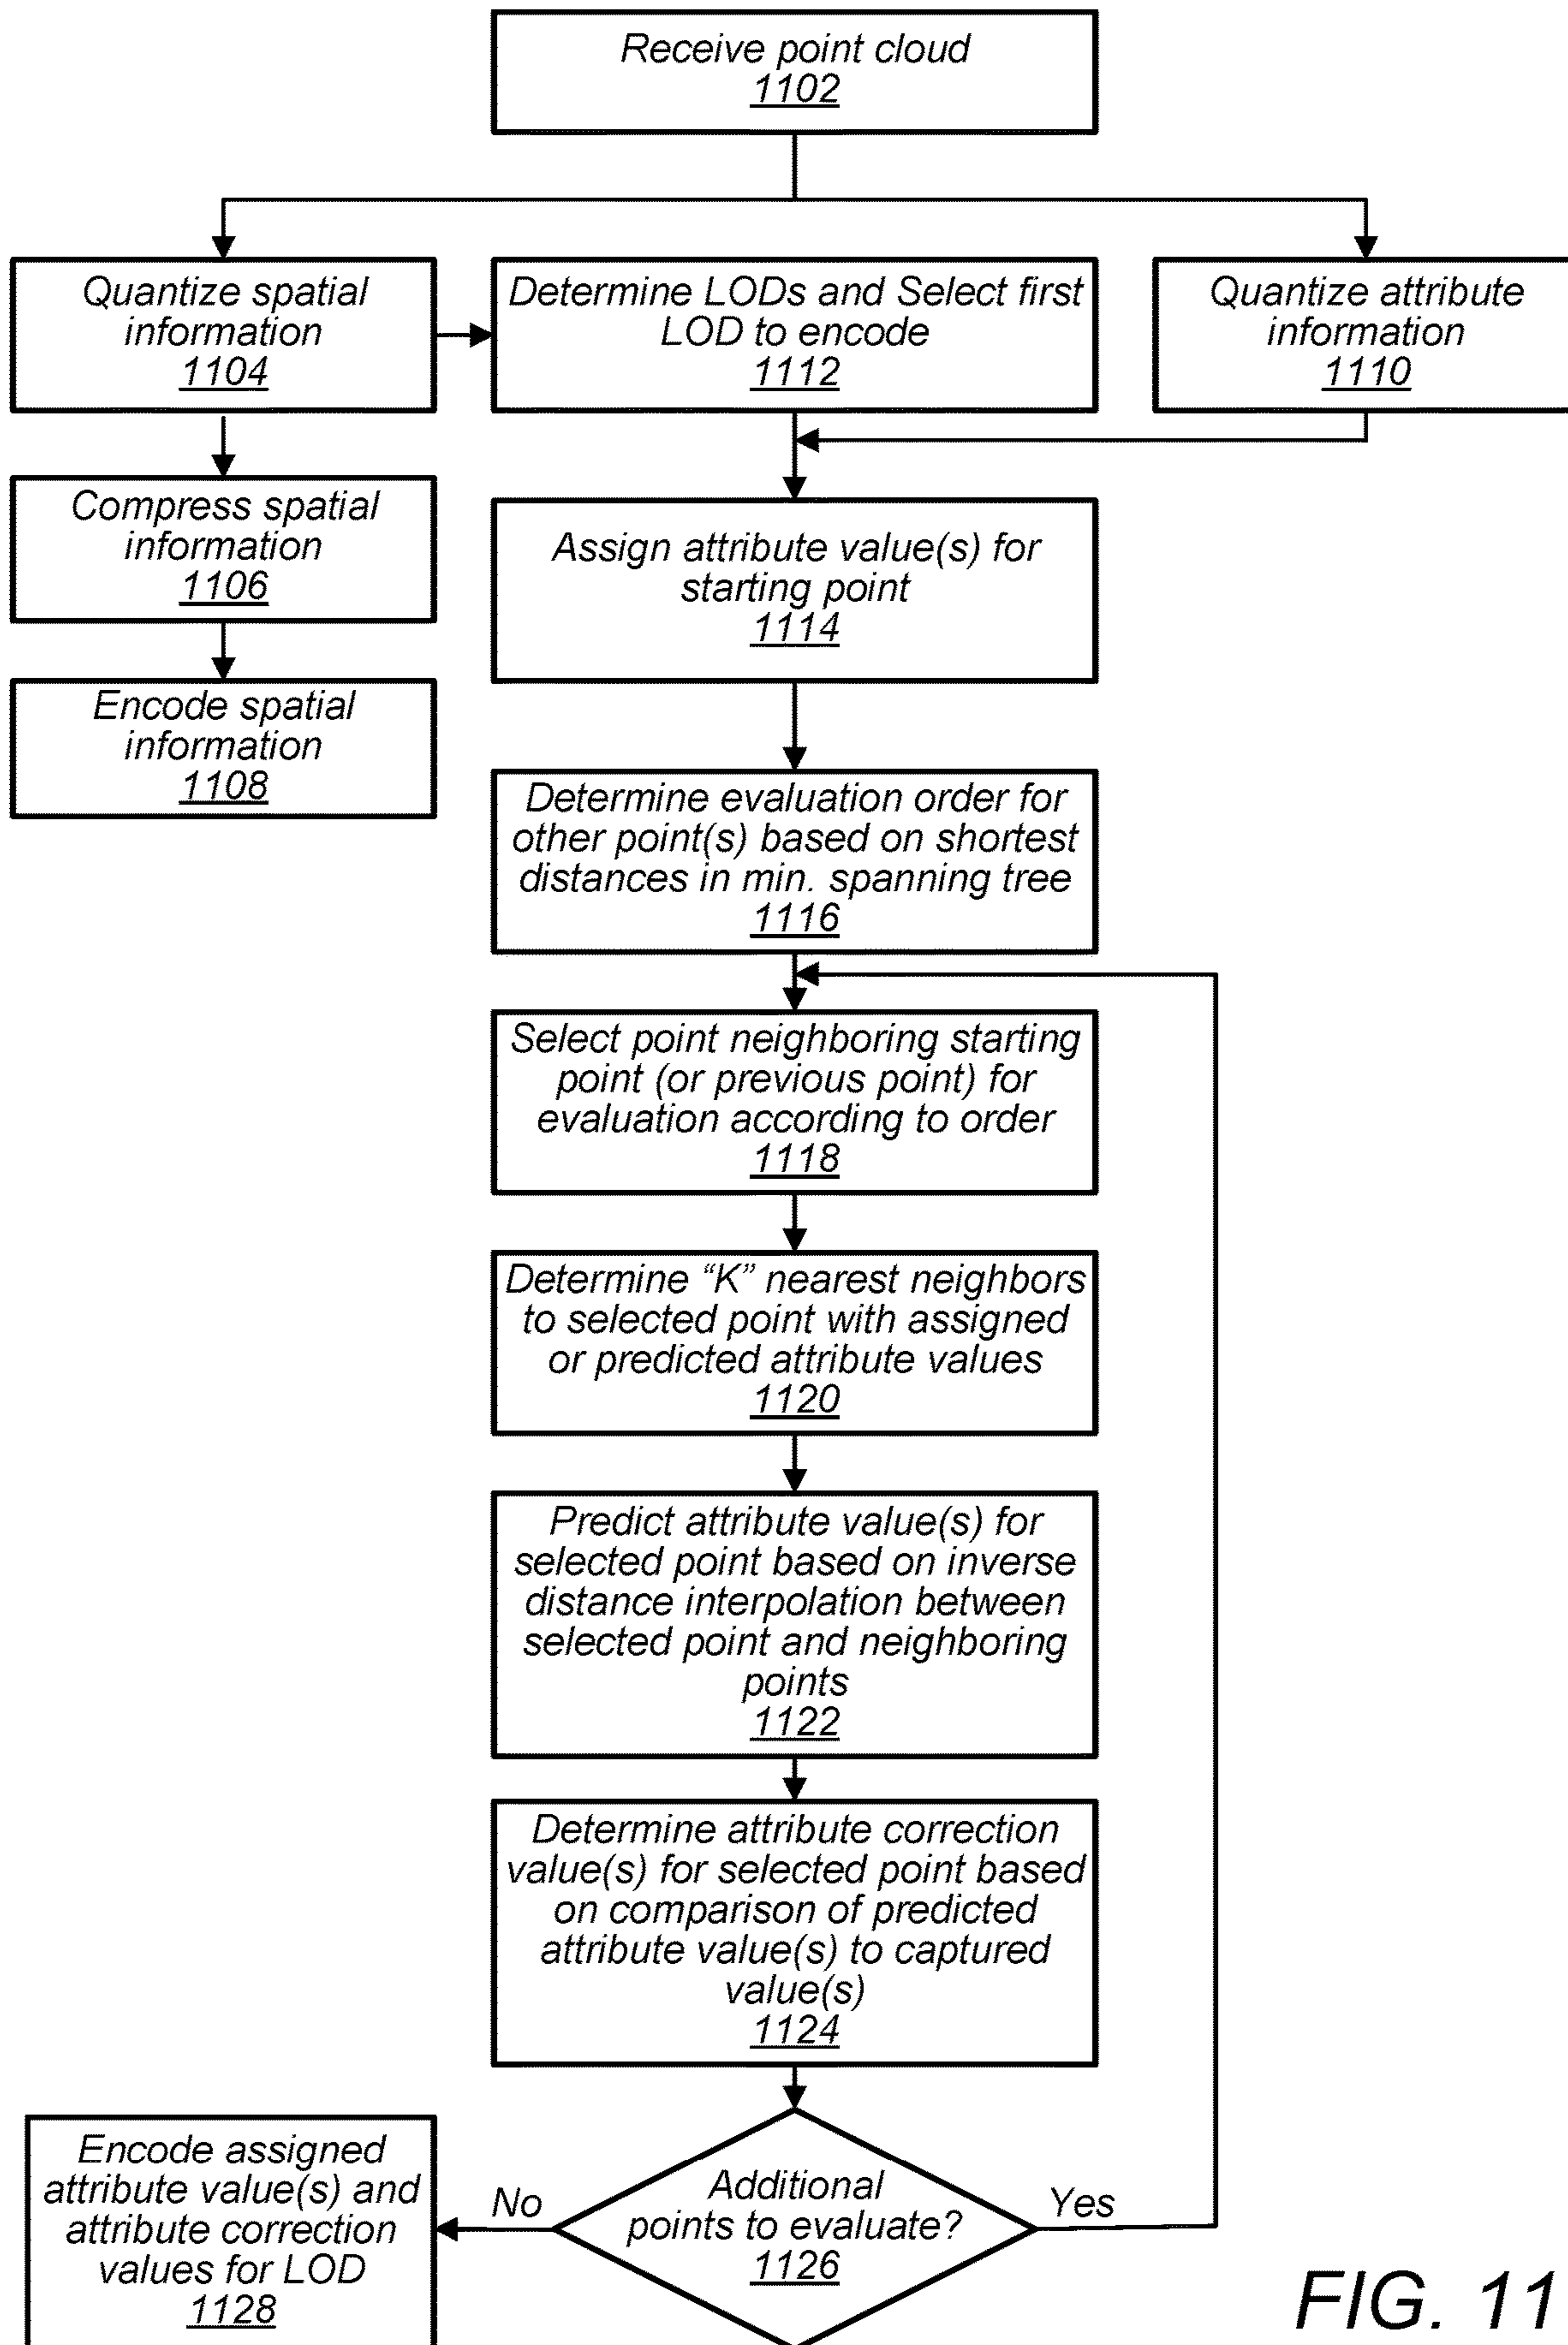 Receive point cloud
1102
Quantize spatial
information
1104
Determine LODs and Select first
LOD to encode
1112
Quantize attribute
information
1110
Compress spatial
information
1106
Encode spatial
information
1108
Assign attribute value(s) for
starting point
1114
Determine evaluation order for
other point(s) based on shortest
distances in min. spanning tree
1116
Select point neighboring starting
point (or previous point) for
evaluation according to order
1118
Determine “K” nearest neighbors
to selected point with assigned
or predicted attribute values
1120
Predict attribute value(s) for
selected point based on inverse
distance interpolation between
selected point and neighboring
points
1122
Determine attribute correction
value(s) for selected point based
on comparison of predicted
attribute value(s) to captured
value(s)
1124
Additional
points to evaluate?
1126
Yes
No
Encode assigned
attribute value(s) and
attribute correction
values for LOD
1128
FIG. 11